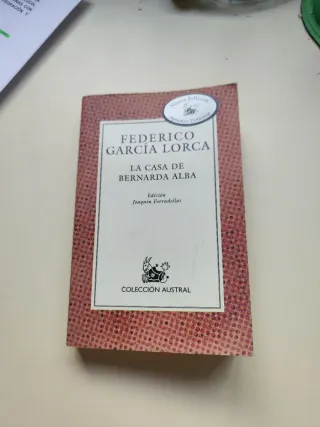 FEDERICO
GARCÍA LORCA
LA CASA DE
BERNARDA ALBA
Edición
Joaquín Forradellas
COLECCIÓN AUSTRAL